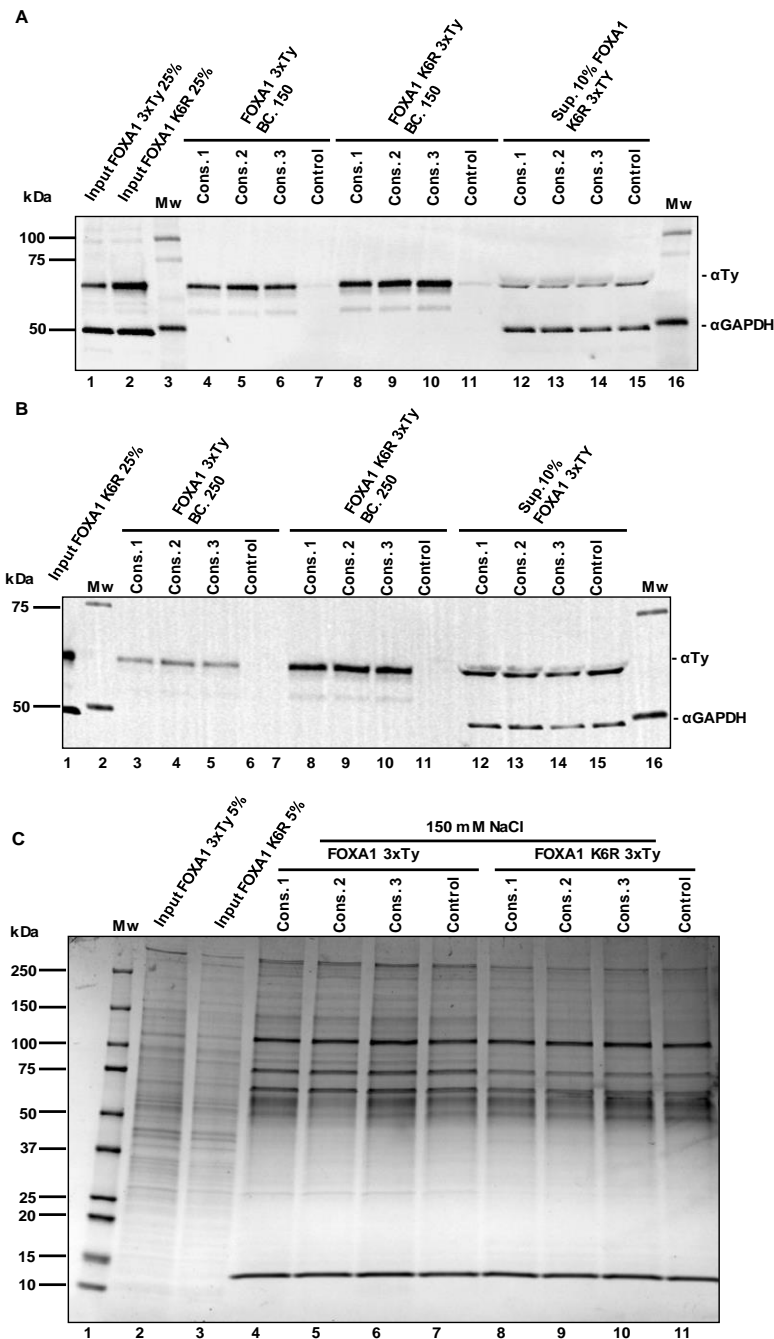 A
Input FOXA1 3xTy 25%
Input FOXA1 K6R 25%
FOXA1 3xTy
BC. 150
FOXA1 K6R 3xTy
BC. 150
Sup. 10% FOXA1
K6R 3xTY
kDa
Mw
Cons. 1
Cons. 2
Cons. 3
Control
Cons. 1
Cons. 2
Cons. 3
Control
Cons. 1
Cons. 2
Cons. 3
Control
Mw
100
75
50
- αTy
- αGAPDH
1 2 3 4 5 6 7 8 9 10 11 12 13 14 15 16
B
Input FOXA1 K6R 25%
FOXA1 3xTy
BC. 250
FOXA1 K6R 3xTy
BC. 250
Sup.10%
FOXA1 3xTY
kDa
Mw
Cons. 1
Cons. 2
Cons. 3
Control
Cons. 1
Cons. 2
Cons. 3
Control
Cons. 1
Cons. 2
Cons. 3
Control
Mw
75
50
- αTy
- αGAPDH
1 2 3 4 5 6 7 8 9 10 11 12 13 14 15 16
C
Input FOXA1 3xTy 5%
Input FOXA1 K6R 5%
150 mM NaCl
FOXA1 3xTy
FOXA1 K6R 3xTy
kDa
Mw
Cons. 1
Cons. 2
Cons. 3
Control
Cons. 1
Cons. 2
Cons. 3
Control
250
150
100
75
50
37
25
20
15
10
1 2 3 4 5 6 7 8 9 10 11